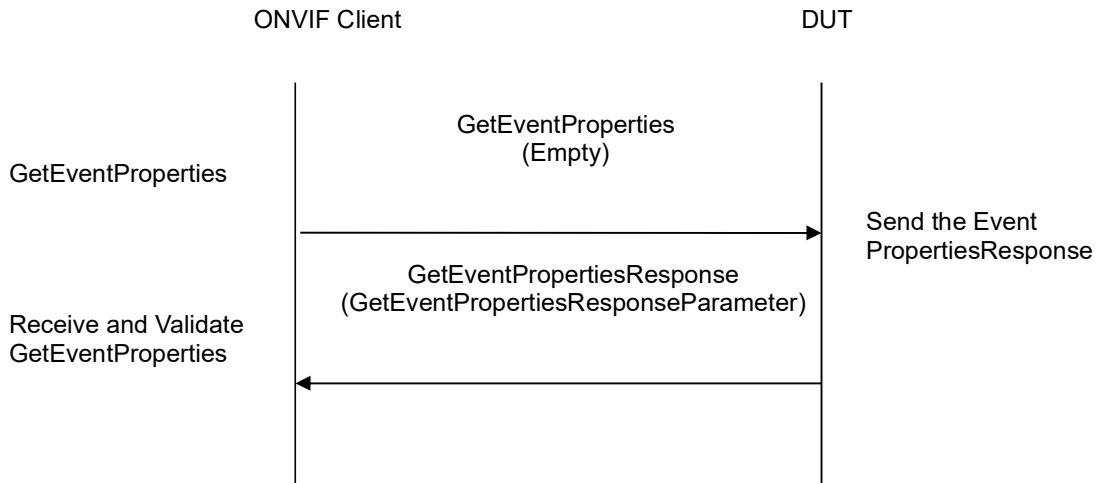 ONVIF Client
DUT
GetEventProperties
(Empty)
GetEventProperties
Send the Event
PropertiesResponse
GetEventPropertiesResponse
(GetEventPropertiesResponseParameter)
Receive and Validate
GetEventProperties